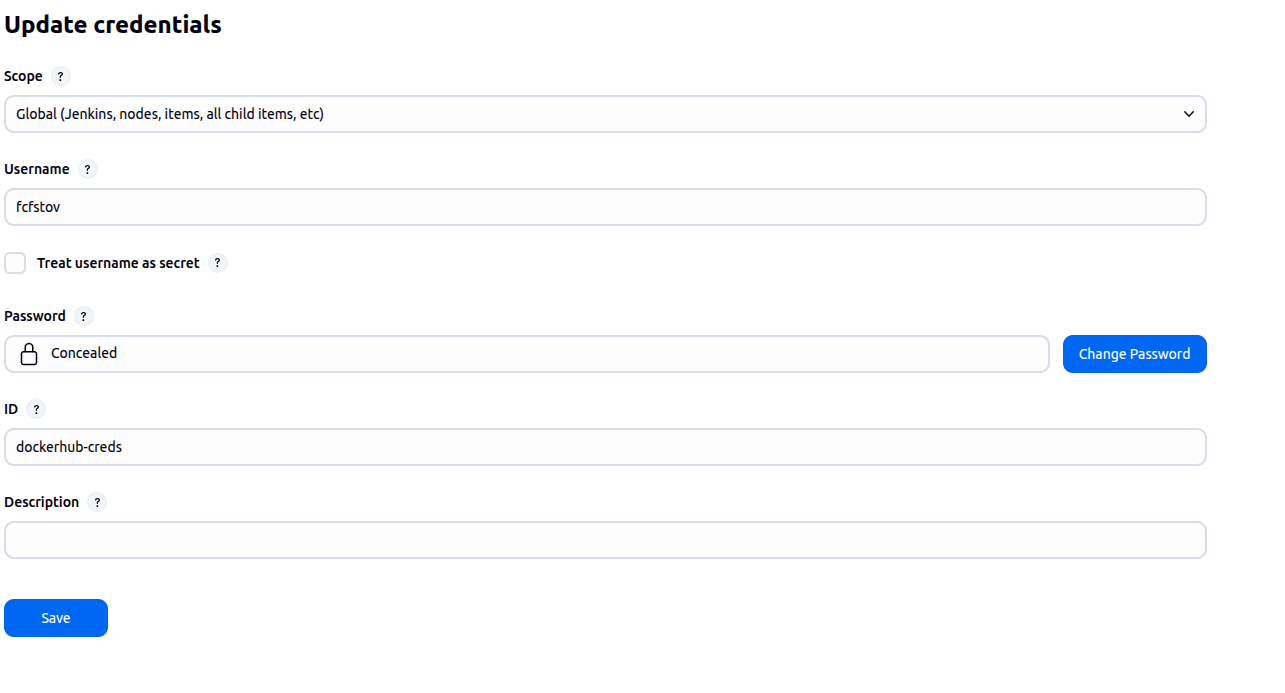 Update credentials
Scope ?
Global (Jenkins, nodes, items, all child items, etc)
Username ?
fcfstov
Treat username as secret ?
Password ?
Concealed
Change Password
ID ?
dockerhub-creds
Description ?
Save